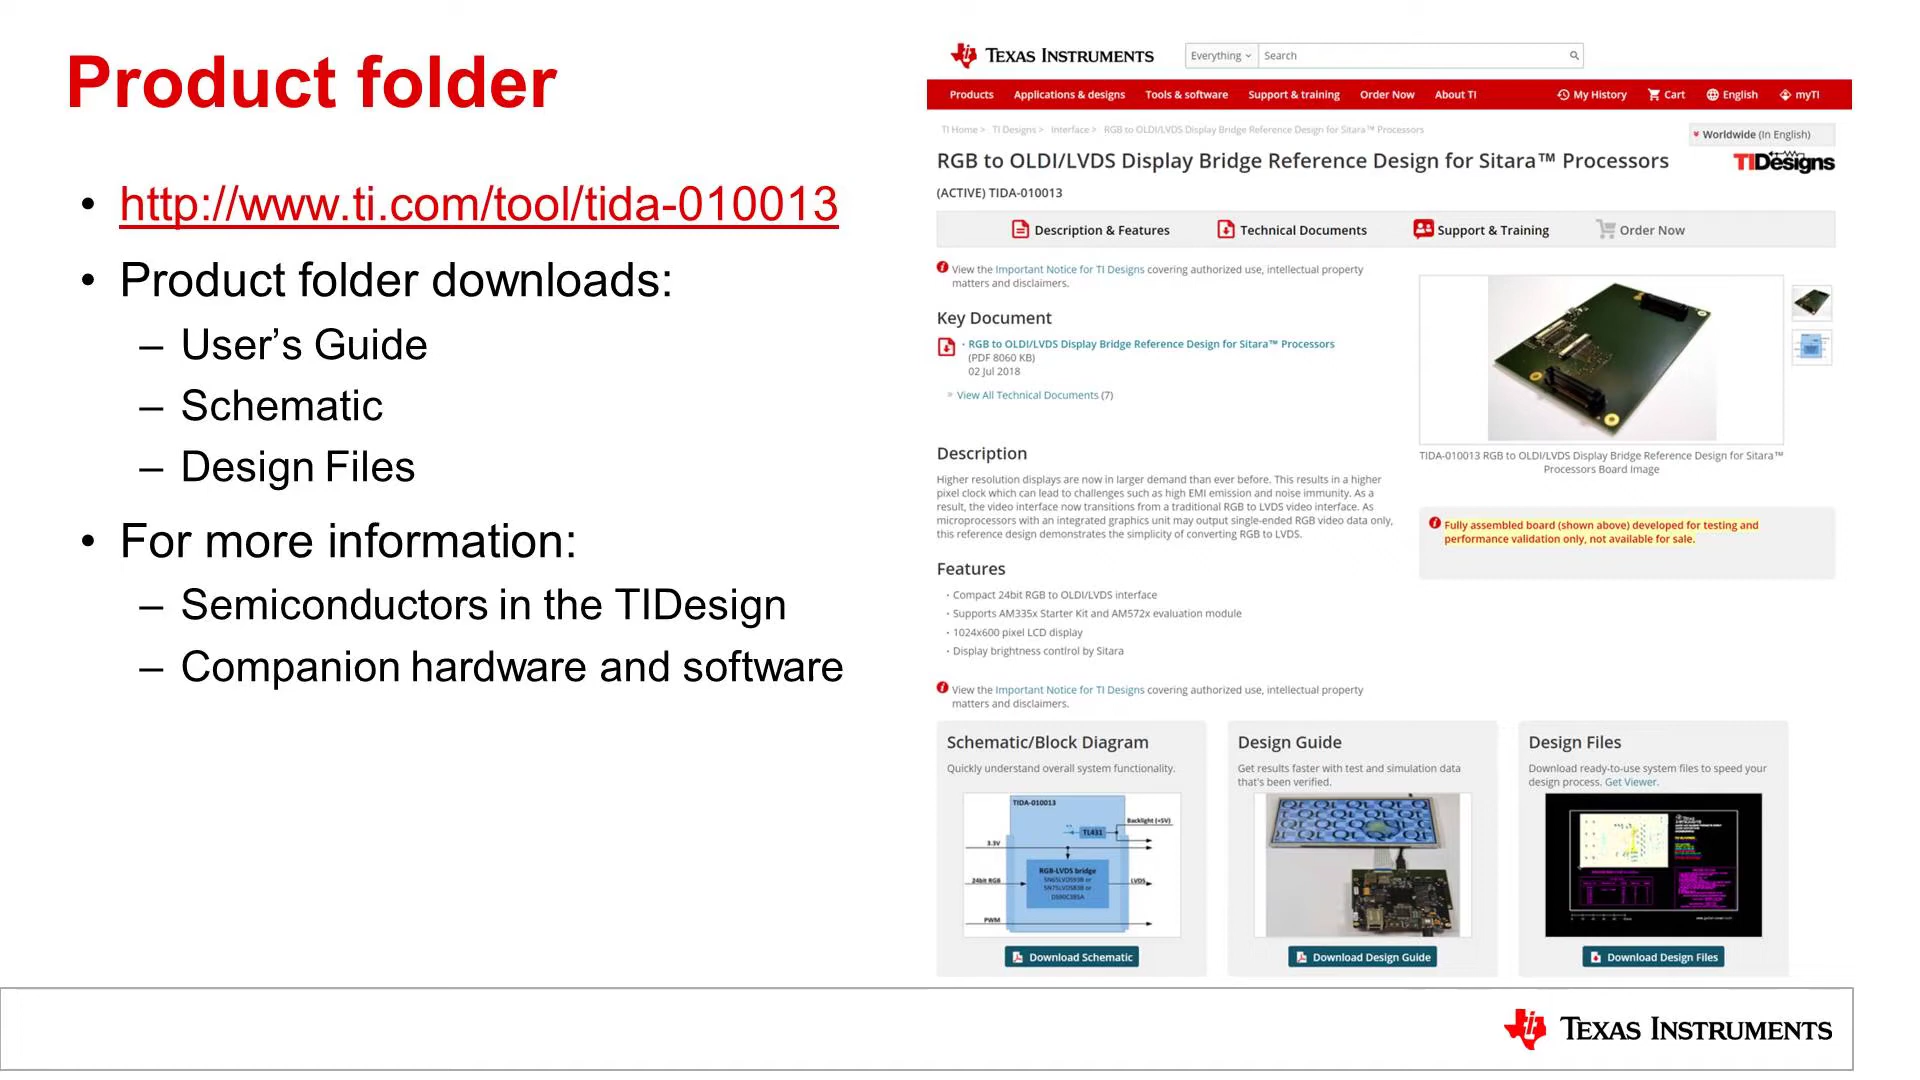 Product folder
• http://www.ti.com/tool/tida-010013
• Product folder downloads:
– User’s Guide
– Schematic
– Design Files
• For more information:
– Semiconductors in the TIDesign
– Companion hardware and software
TEXAS INSTRUMENTS
Everything
Search
Products
Applications & designs
Tools & software
Support & training
Order Now
About TI
My History
Cart
English
myTI
TI Home > TI Designs > Interface > RGB to OLDI/LVDS Display Bridge Reference Design for Sitara™ Processors
Worldwide (In English)
RGB to OLDI/LVDS Display Bridge Reference Design for Sitara™ Processors
TIDesigns
(ACTIVE) TIDA-010013
Description & Features
Technical Documents
Support & Training
Order Now
View the Important Notice for TI Designs covering authorized use, intellectual property
matters and disclaimers.
Key Document
· RGB to OLDI/LVDS Display Bridge Reference Design for Sitara™ Processors
(PDF 8060 KB)
02 Jul 2018
» View All Technical Documents (7)
TIDA-010013 RGB to OLDI/LVDS Display Bridge Reference Design for Sitara™
Processors Board Image
Description
Higher resolution displays are now in larger demand than ever before. This results in a higher
pixel clock which can lead to challenges such as high EMI emission and noise immunity. As a
result, the video interface now transitions from a traditional RGB to LVDS video interface. As
microprocessors with an integrated graphics unit may output single-ended RGB video data only,
this reference design demonstrates the simplicity of converting RGB to LVDS.
Fully assembled board (shown above) developed for testing and
performance validation only, not available for sale.
Features
· Compact 24bit RGB to OLDI/LVDS interface
· Supports AM335x Starter Kit and AM572x evaluation module
· 1024x600 pixel LCD display
· Display brightness contlrol by Sitara
View the Important Notice for TI Designs covering authorized use, intellectual property
matters and disclaimers.
Schematic/Block Diagram
Quickly understand overall system functionality.
TIDA-010013
Backlight (+5V)
TL431
3.3V
RGB-LVDS bridge
SN65LVDS93B or
SN75LVDS83B or
DS90C385A
24bit RGB
LVDS
PWM
Download Schematic
Design Guide
Get results faster with test and simulation data
that's been verified.
Download Design Guide
Design Files
Download ready-to-use system files to speed your
design process. Get Viewer.
Download Design Files
TEXAS INSTRUMENTS